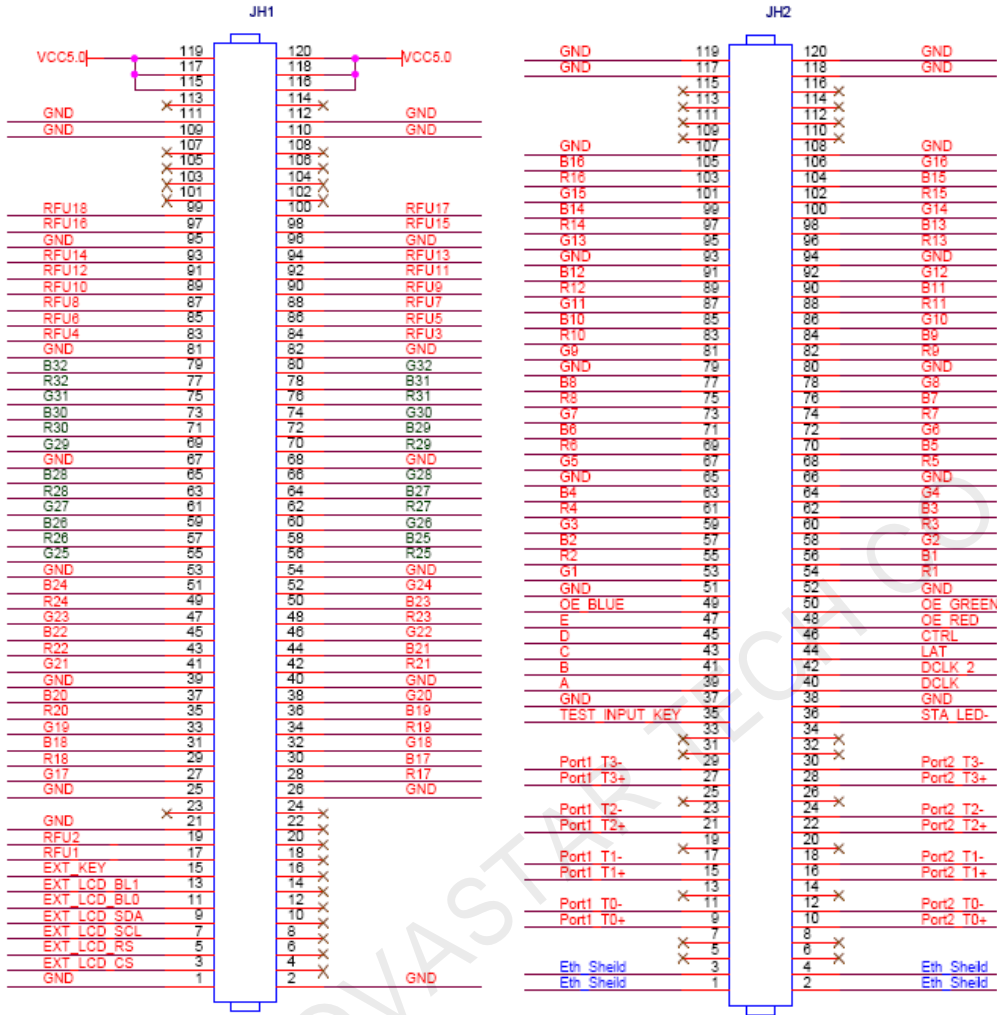 JH1
VCC5.0 119 120 VCC5.0
117 118
115 116
113 114
GND 111 112 GND
GND 109 110 GND
107 108
105 106
103 104
101 102
RFU18 99 100 RFU17
RFU16 97 98 RFU15
GND 95 96 GND
RFU14 93 94 RFU13
RFU12 91 92 RFU11
RFU10 89 90 RFU9
RFU8 87 88 RFU7
RFU6 85 86 RFU5
RFU4 83 84 RFU3
GND 81 82 GND
B32 79 80 G32
R32 77 78 B31
G31 75 76 R31
B30 73 74 G30
R30 71 72 B29
G29 69 70 R29
GND 67 68 GND
B28 65 66 G28
R28 63 64 B27
G27 61 62 R27
B26 59 60 G26
R26 57 58 B25
G25 55 56 R25
GND 53 54 GND
B24 51 52 G24
R24 49 50 B23
G23 47 48 R23
B22 45 46 G22
R22 43 44 B21
G21 41 42 R21
GND 39 40 GND
B20 37 38 G20
R20 35 36 B19
G19 33 34 R19
B18 31 32 G18
R18 29 30 B17
G17 27 28 R17
GND 25 26 GND
23 24
GND 21 22
RFU2 19 20
RFU1 17 18
EXT_KEY 15 16
EXT_LCD_BL1 13 14
EXT_LCD_BL0 11 12
EXT_LCD_SDA 9 10
EXT_LCD_SCL 7 8
EXT_LCD_RS 5 6
EXT_LCD_CS 3 4
GND 1 2 GND
JH2
GND 119 120 GND
GND 117 118 GND
115 116
113 114
111 112
109 110
GND 107 108 GND
B16 105 106 G16
R16 103 104 B15
G15 101 102 R15
B14 99 100 G14
R14 97 98 B13
G13 95 96 R13
GND 93 94 GND
B12 91 92 G12
R12 89 90 B11
G11 87 88 R11
B10 85 86 G10
R10 83 84 B9
G9 81 82 R9
GND 79 80 GND
B8 77 78 G8
R8 75 76 B7
G7 73 74 R7
B6 71 72 G6
R6 69 70 B5
G5 67 68 R5
GND 65 66 GND
B4 63 64 G4
R4 61 62 B3
G3 59 60 R3
B2 57 58 G2
R2 55 56 B1
G1 53 54 R1
GND 51 52 GND
OE_BLUE 49 50 OE_GREEN
E 47 48 OE_RED
D 45 46 CTRL
C 43 44 LAT
B 41 42 DCLK_2
A 39 40 DCLK
GND 37 38 GND
TEST_INPUT_KEY 35 36 STA_LED-
33 34
31 32
Port1_T3- 29 30 Port2_T3-
Port1_T3+ 27 28 Port2_T3+
25 26
Port1_T2- 23 24 Port2_T2-
Port1_T2+ 21 22 Port2_T2+
19 20
Port1_T1- 17 18 Port2_T1-
Port1_T1+ 15 16 Port2_T1+
13 14
Port1_T0- 11 12 Port2_T0-
Port1_T0+ 9 10 Port2_T0+
7 8
5 6
Eth_Sheild 3 4 Eth_Sheild
Eth_Sheild 1 2 Eth_Sheild
OVASTAR TECH CO